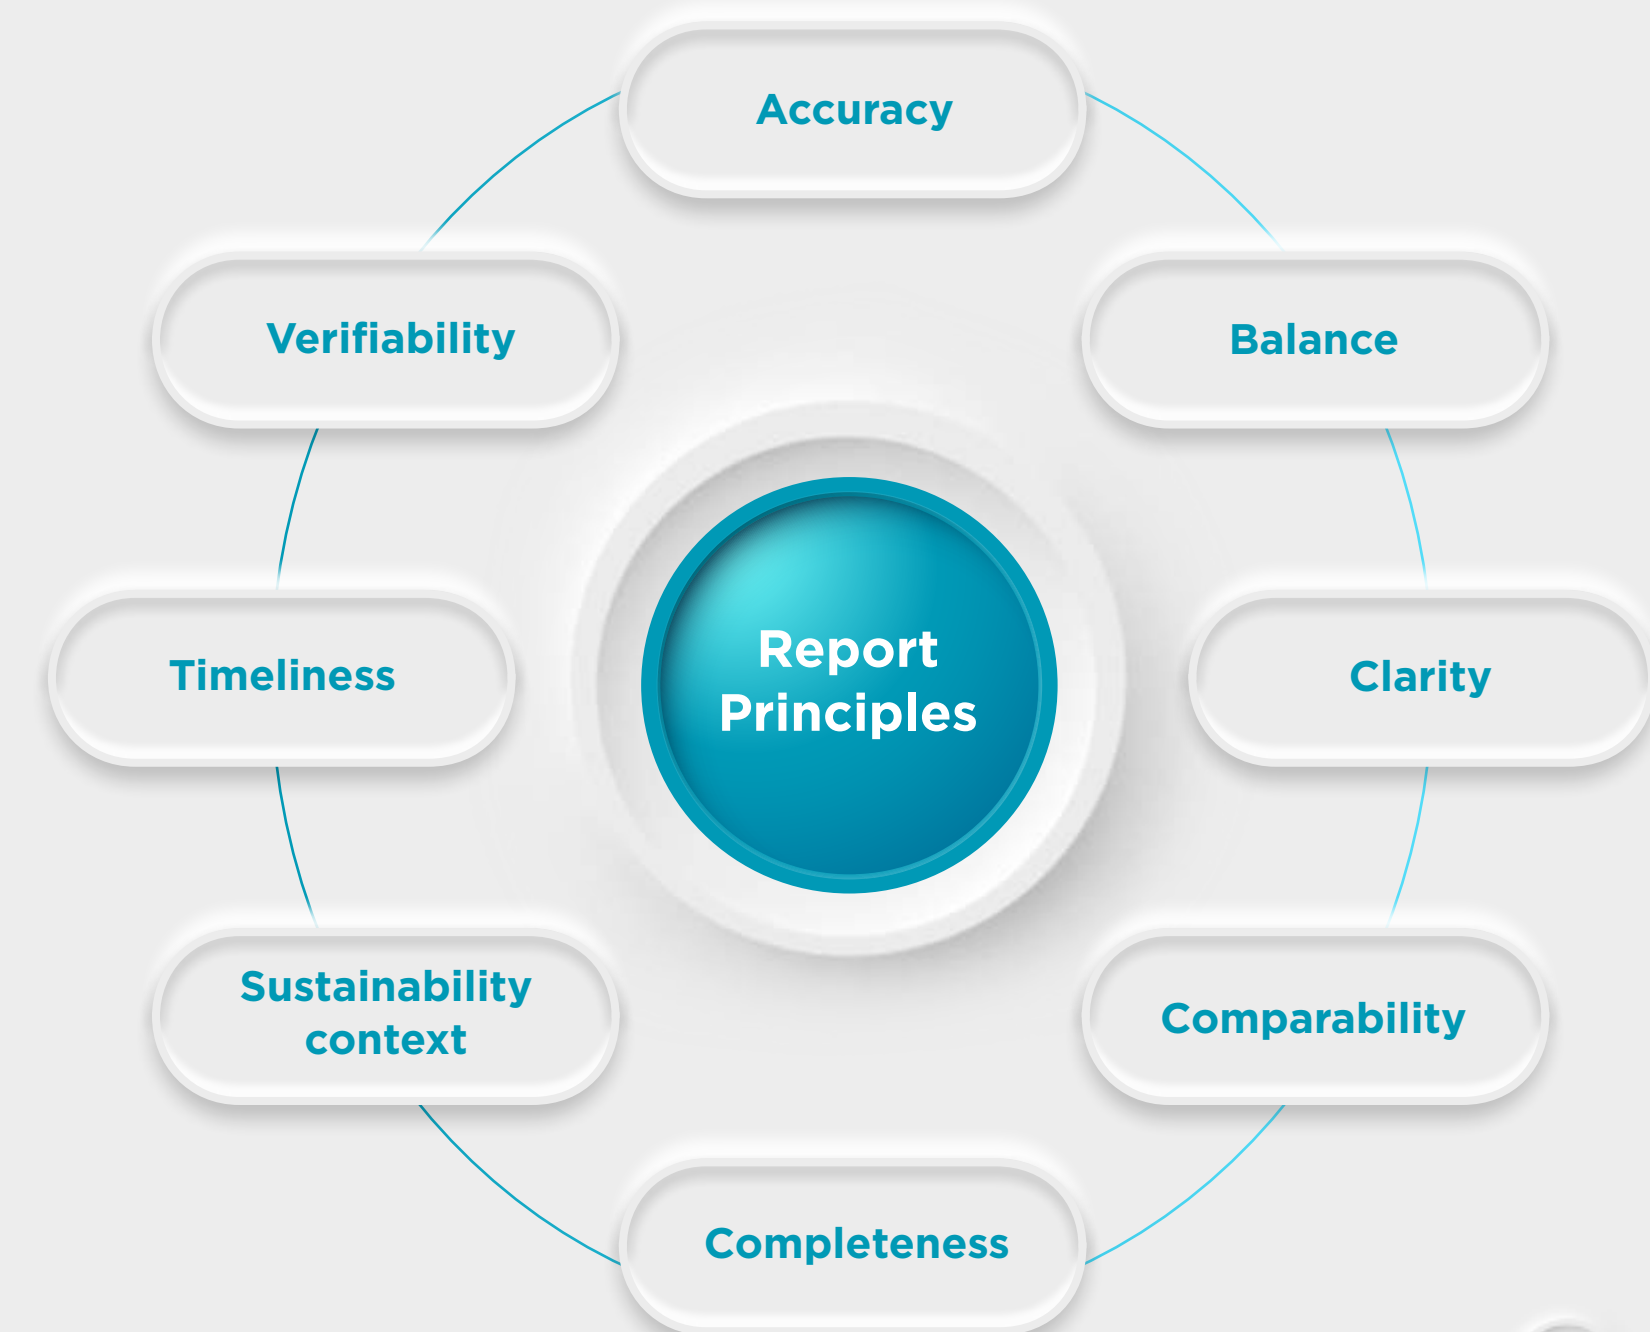 Accuracy
Verifiability
Balance
Report
Principles
Timeliness
Clarity
Sustainability
context
Comparability
Completeness